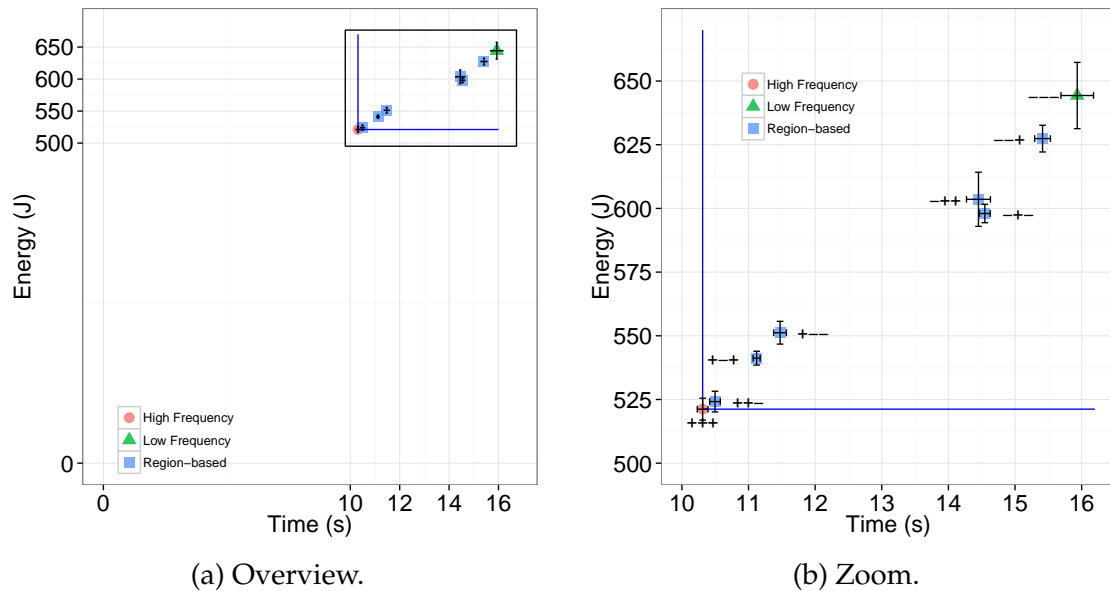 650
600
550
500
0
Energy (J)
High Frequency
Low Frequency
Region−based
0 10 12 14 16
Time (s)
(a) Overview.
650
625
600
575
550
525
500
Energy (J)
High Frequency
Low Frequency
Region−based
−−−
−−+
−++
−+−
++−
+−−
+−+
+++
10 11 12 13 14 15 16
Time (s)
(b) Zoom.